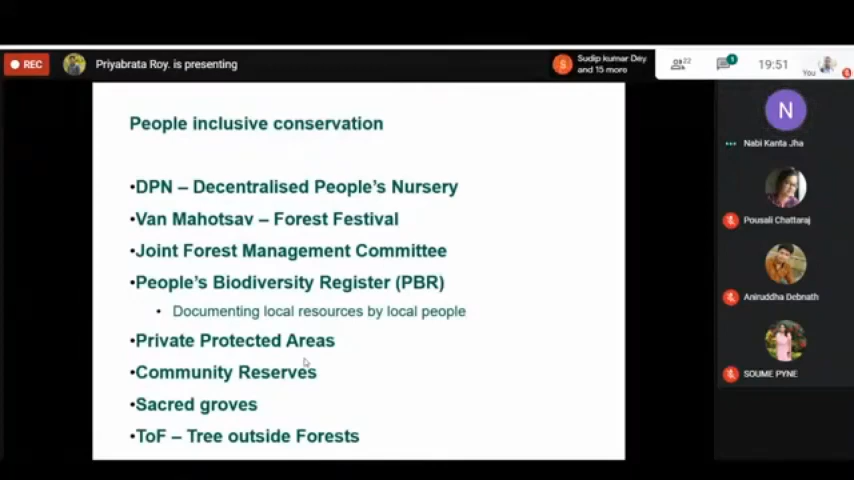 REC
Priyabrata Roy. is presenting
S
Sudip kumar Dey
and 15 more
22
1
19:51
You
People inclusive conservation
•DPN – Decentralised People's Nursery
•Van Mahotsav – Forest Festival
•Joint Forest Management Committee
•People's Biodiversity Register (PBR)
• Documenting local resources by local people
•Private Protected Areas
•Community Reserves
•Sacred groves
•ToF – Tree outside Forests
N
Nabi Kanta Jha
Pousali Chattaraj
Aniruddha Debnath
SOUME PYNE